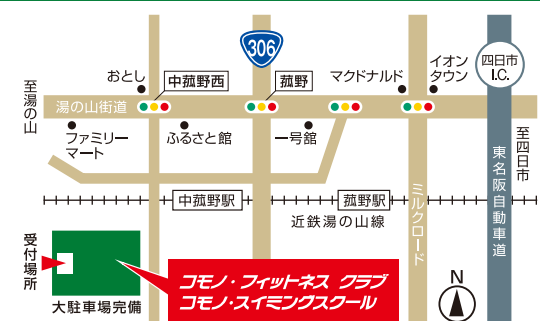 306
おとし
中菰野西
菰野
マクドナルド
イオン
タウン
四日市
I.C.
至湯の山
湯の山街道
ファミリー
マート
ふるさと館
一号舘
至四日市
東名阪自動車道
中菰野駅
菰野駅
近鉄湯の山線
ミルクロード
受付場所
大駐車場完備
コモノ・フィットネス クラブ
コモノ・スイミングスクール
N